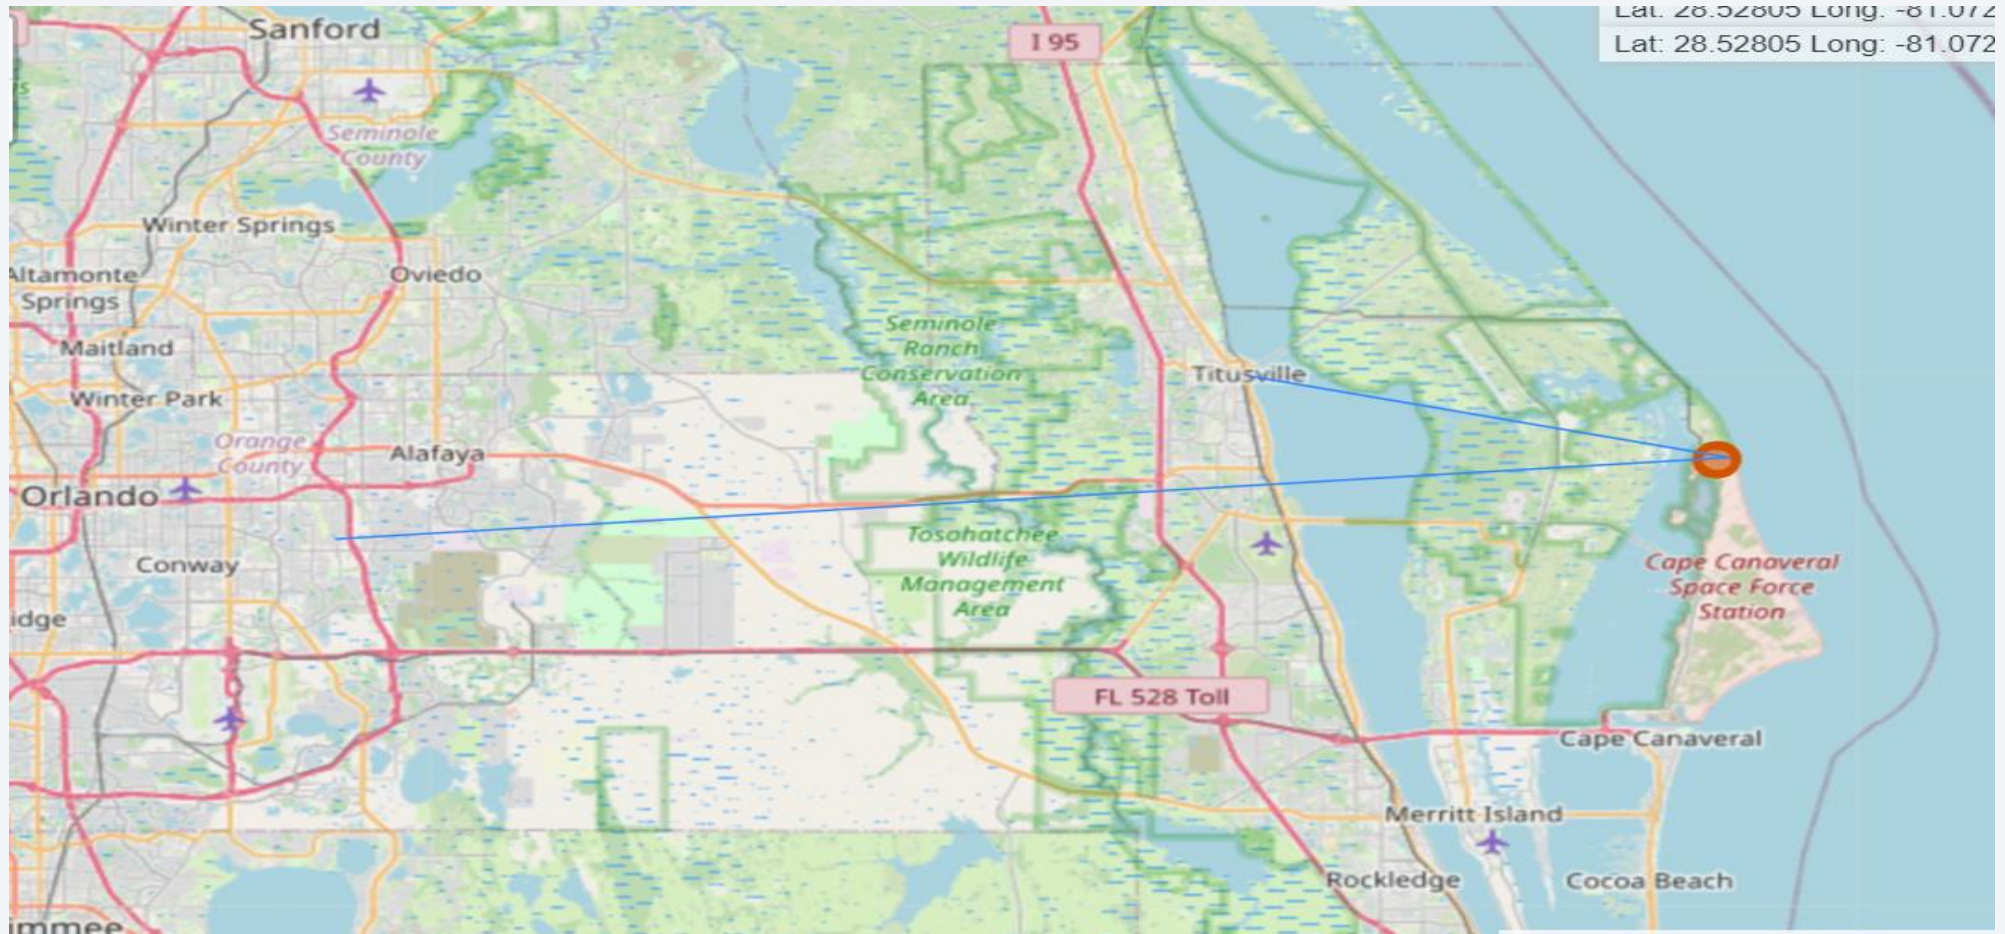 Lat: 28.52805 Long: -81.072
Lat: 28.52805 Long: -81.072
Sanford
I 95
Seminole
County
Winter Springs
Altamonte
Springs
Oviedo
Maitland
Seminole
Ranch
Conservation
Area
Titusville
Winter Park
Orange
County
Alafaya
Orlando
Tosohatchee
Wildlife
Management
Area
Conway
Cape Canaveral
Space Force
Station
idge
FL 528 Toll
Cape Canaveral
Merritt Island
Rockledge
Cocoa Beach
immee